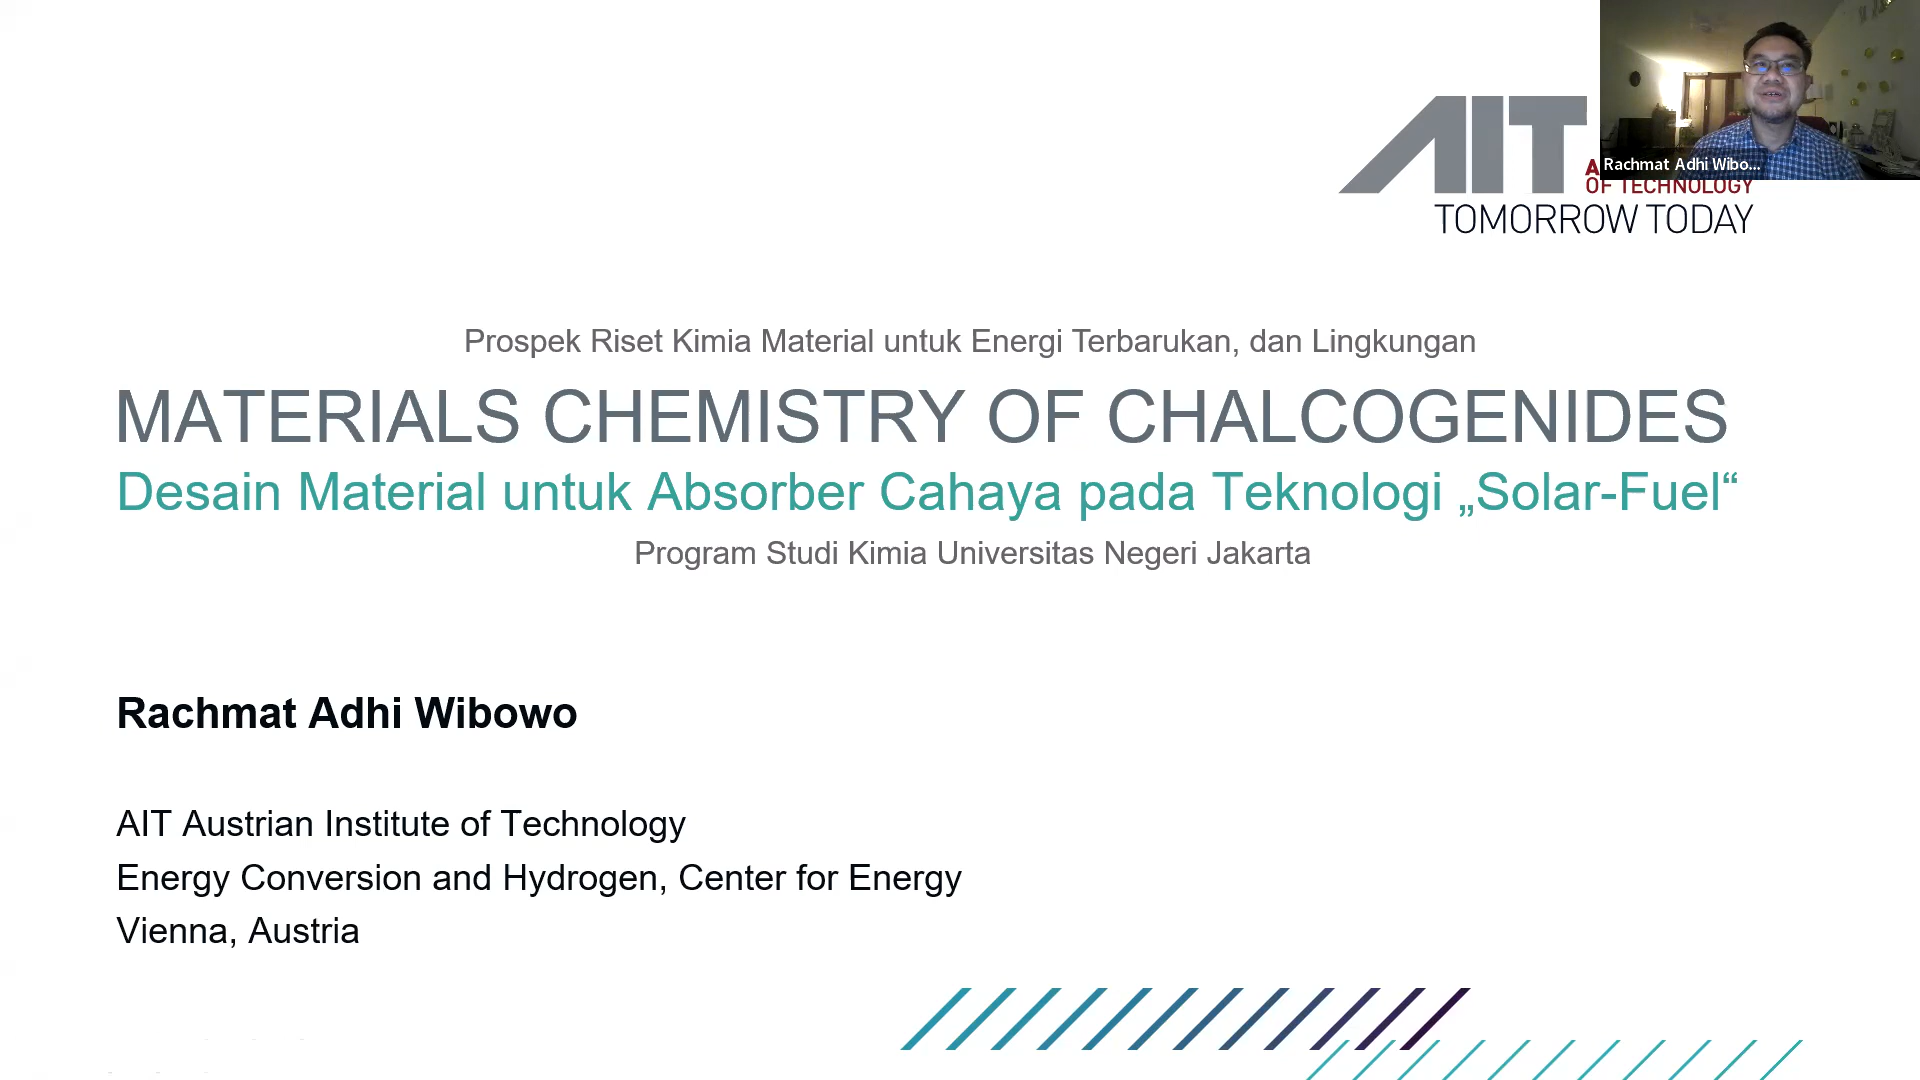 AIT
Rachmat Adhi Wibo...
OF TECHNOLOGY
TOMORROW TODAY
Prospek Riset Kimia Material untuk Energi Terbarukan, dan Lingkungan
MATERIALS CHEMISTRY OF CHALCOGENIDES
Desain Material untuk Absorber Cahaya pada Teknologi „Solar-Fuel“
Program Studi Kimia Universitas Negeri Jakarta
Rachmat Adhi Wibowo
AIT Austrian Institute of Technology
Energy Conversion and Hydrogen, Center for Energy
Vienna, Austria